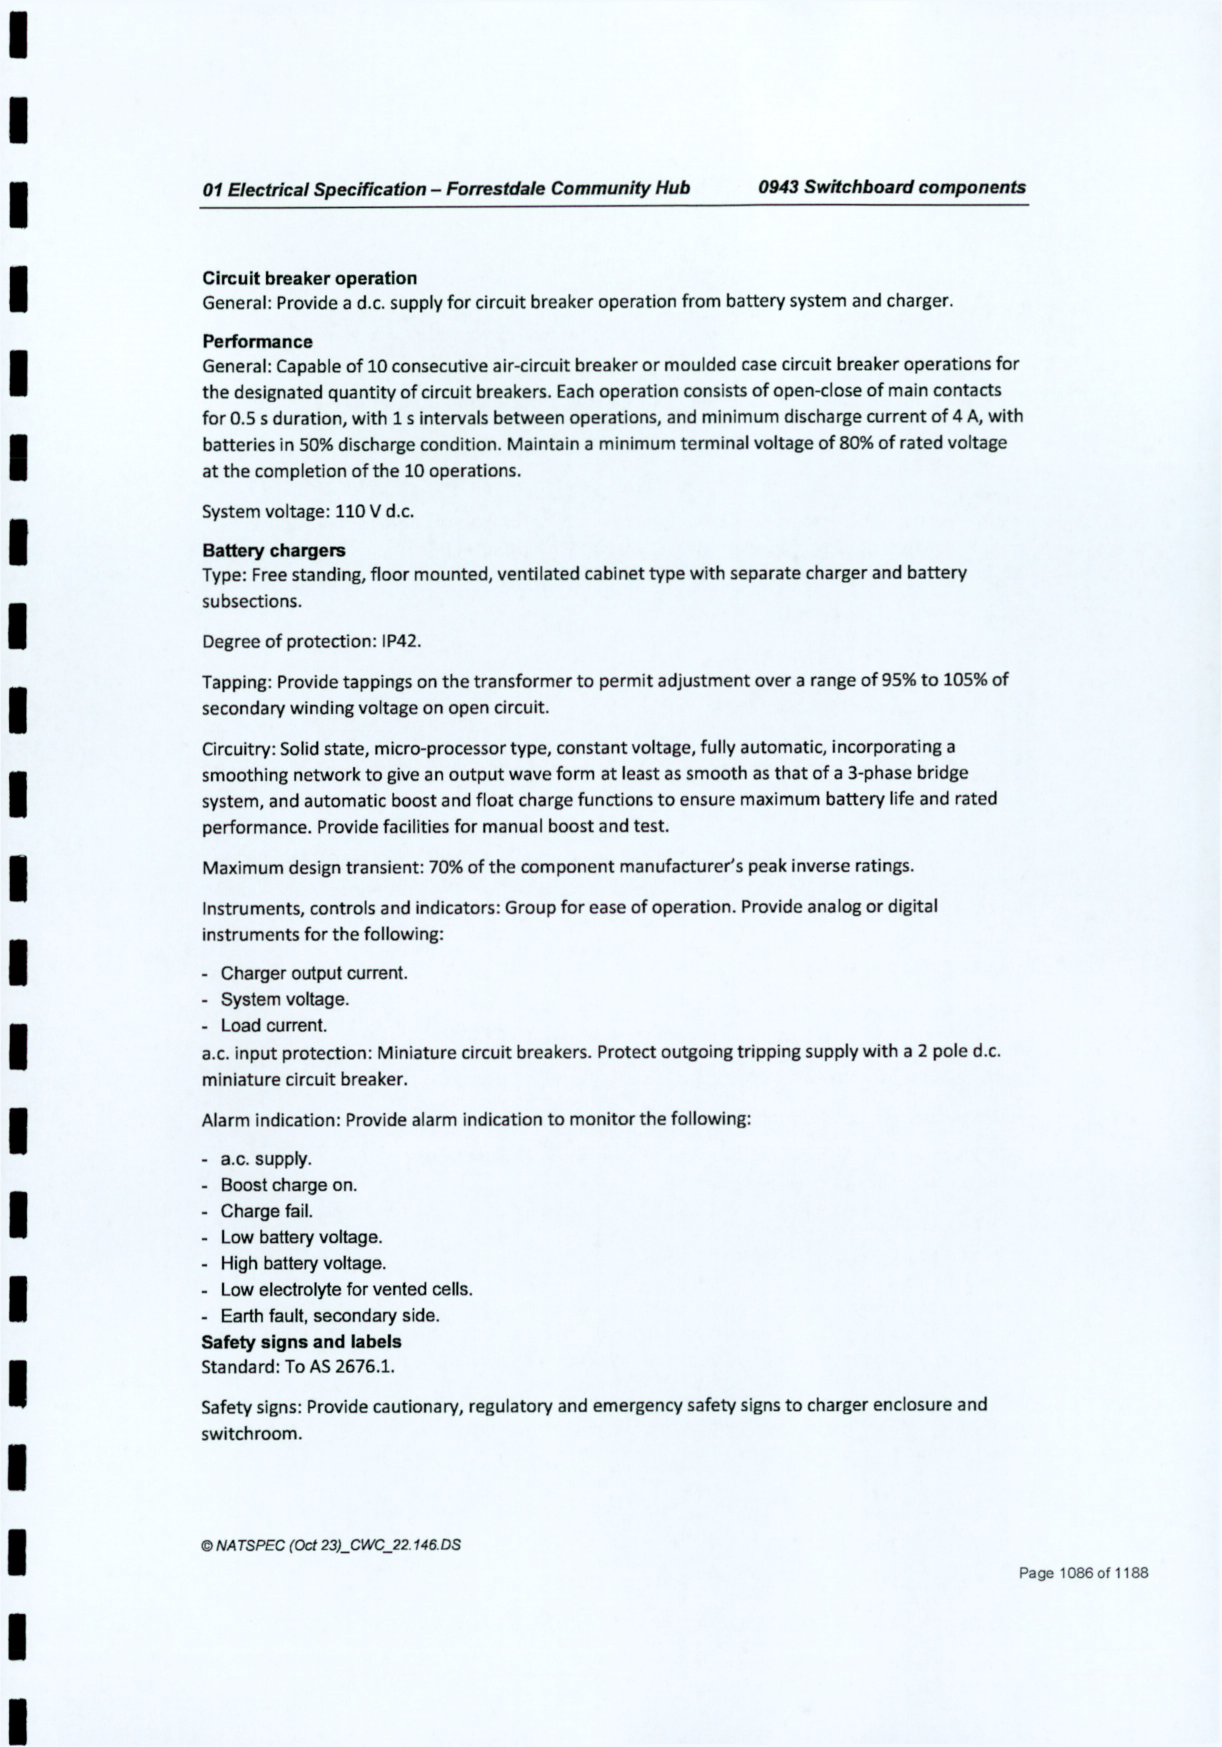 01 Electrical Specification – Forrestdale Community Hub 0943 Switchboard components
Circuit breaker operation
General: Provide a d.c. supply for circuit breaker operation from battery system and charger.
Performance
General: Capable of 10 consecutive air-circuit breaker or moulded case circuit breaker operations for
the designated quantity of circuit breakers. Each operation consists of open-close of main contacts
for 0.5 s duration, with 1 s intervals between operations, and minimum discharge current of 4 A, with
batteries in 50% discharge condition. Maintain a minimum terminal voltage of 80% of rated voltage
at the completion of the 10 operations.
System voltage: 110 V d.c.
Battery chargers
Type: Free standing, floor mounted, ventilated cabinet type with separate charger and battery
subsections.
Degree of protection: IP42.
Tapping: Provide tappings on the transformer to permit adjustment over a range of 95% to 105% of
secondary winding voltage on open circuit.
Circuitry: Solid state, micro-processor type, constant voltage, fully automatic, incorporating a
smoothing network to give an output wave form at least as smooth as that of a 3-phase bridge
system, and automatic boost and float charge functions to ensure maximum battery life and rated
performance. Provide facilities for manual boost and test.
Maximum design transient: 70% of the component manufacturer's peak inverse ratings.
Instruments, controls and indicators: Group for ease of operation. Provide analog or digital
instruments for the following:
- Charger output current.
- System voltage.
- Load current.
a.c. input protection: Miniature circuit breakers. Protect outgoing tripping supply with a 2 pole d.c.
miniature circuit breaker.
Alarm indication: Provide alarm indication to monitor the following:
- a.c. supply.
- Boost charge on.
- Charge fail.
- Low battery voltage.
- High battery voltage.
- Low electrolyte for vented cells.
- Earth fault, secondary side.
Safety signs and labels
Standard: To AS 2676.1.
Safety signs: Provide cautionary, regulatory and emergency safety signs to charger enclosure and
switchroom.
© NATSPEC (Oct 23)_CWC_22.146.DS
Page 1086 of 1188